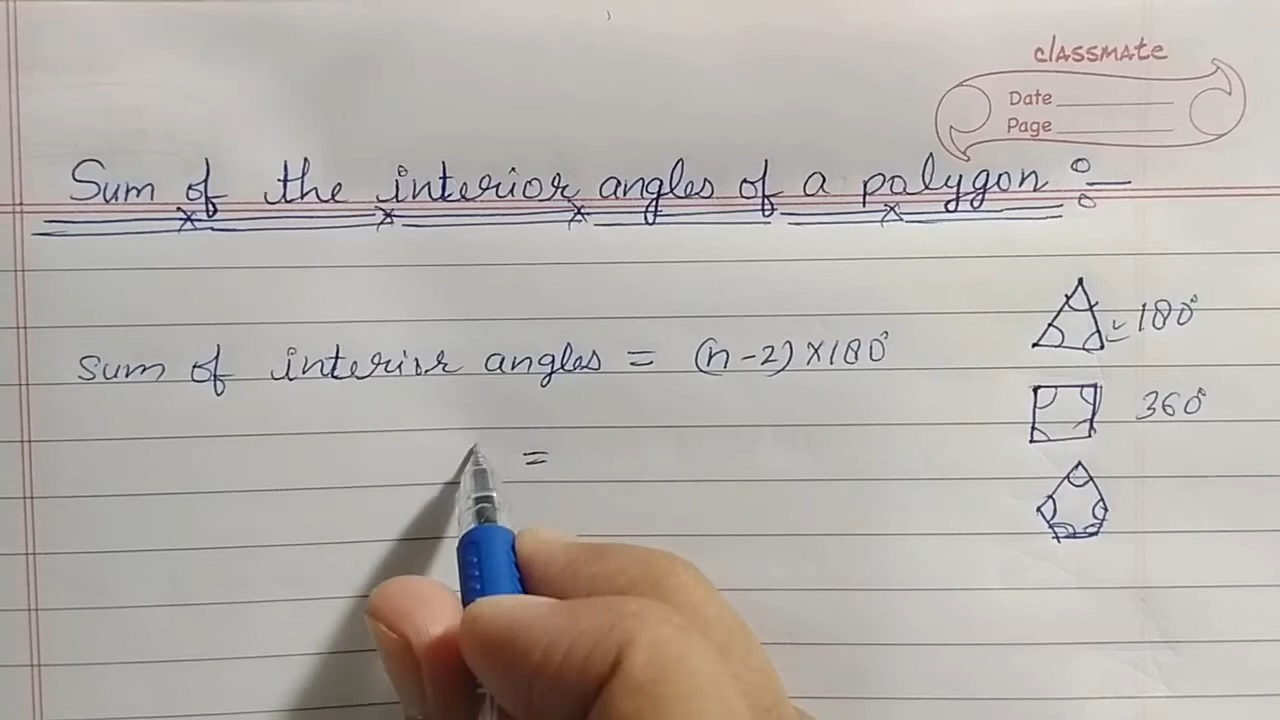 classmate
Date
Page
Sum of the interior angles of a polygon :-
Sum of interior angles = (n-2)×180°
=
180°
360°